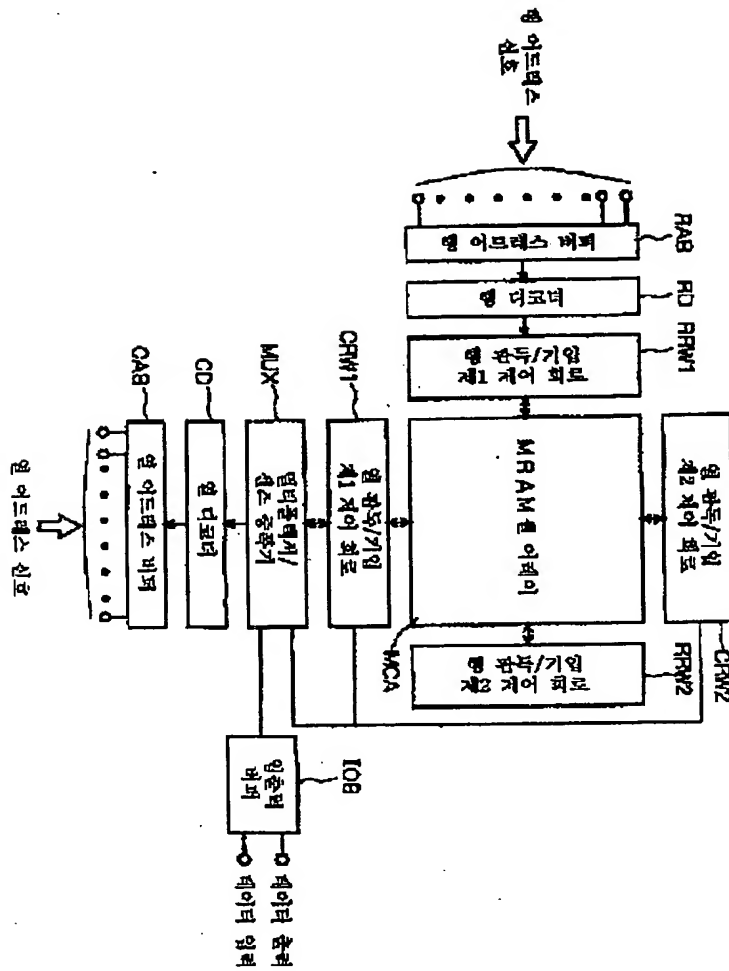 행 어드레스
신호
RAB
행 어드레스 버퍼
RD
행 디코더
RRW1
행 판독/기입
제1 제어 회로
CAB
CD
MUX
CRW1
열 어드레스 신호
열 어드레스 버퍼
열 디코더
멀티플렉서/
센스 증폭기
열 판독/기입
제1 제어 회로
MRAM셀 어레이
열 판독/기입
제2 제어 회로
CRW2
MCA
행 판독/기입
제2 제어 회로
RRW2
입출력
버퍼
IOB
데이터 입력
데이터 출력